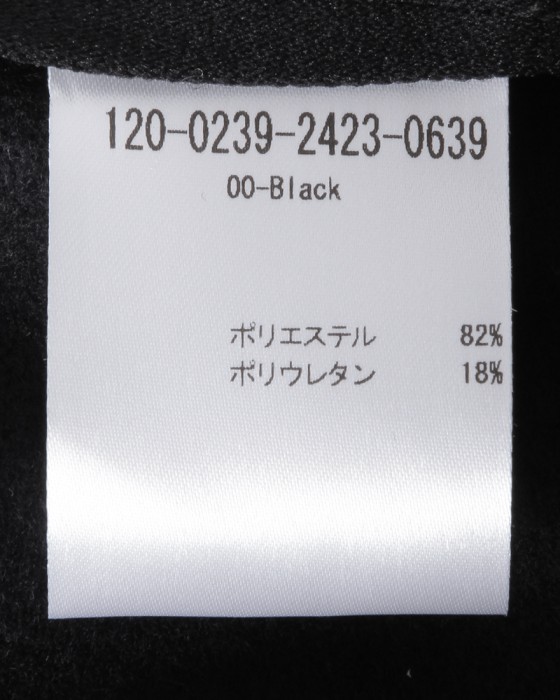 120-0239-2423-0639
00-Black
ポリエステル 82%
ポリウレタン 18%